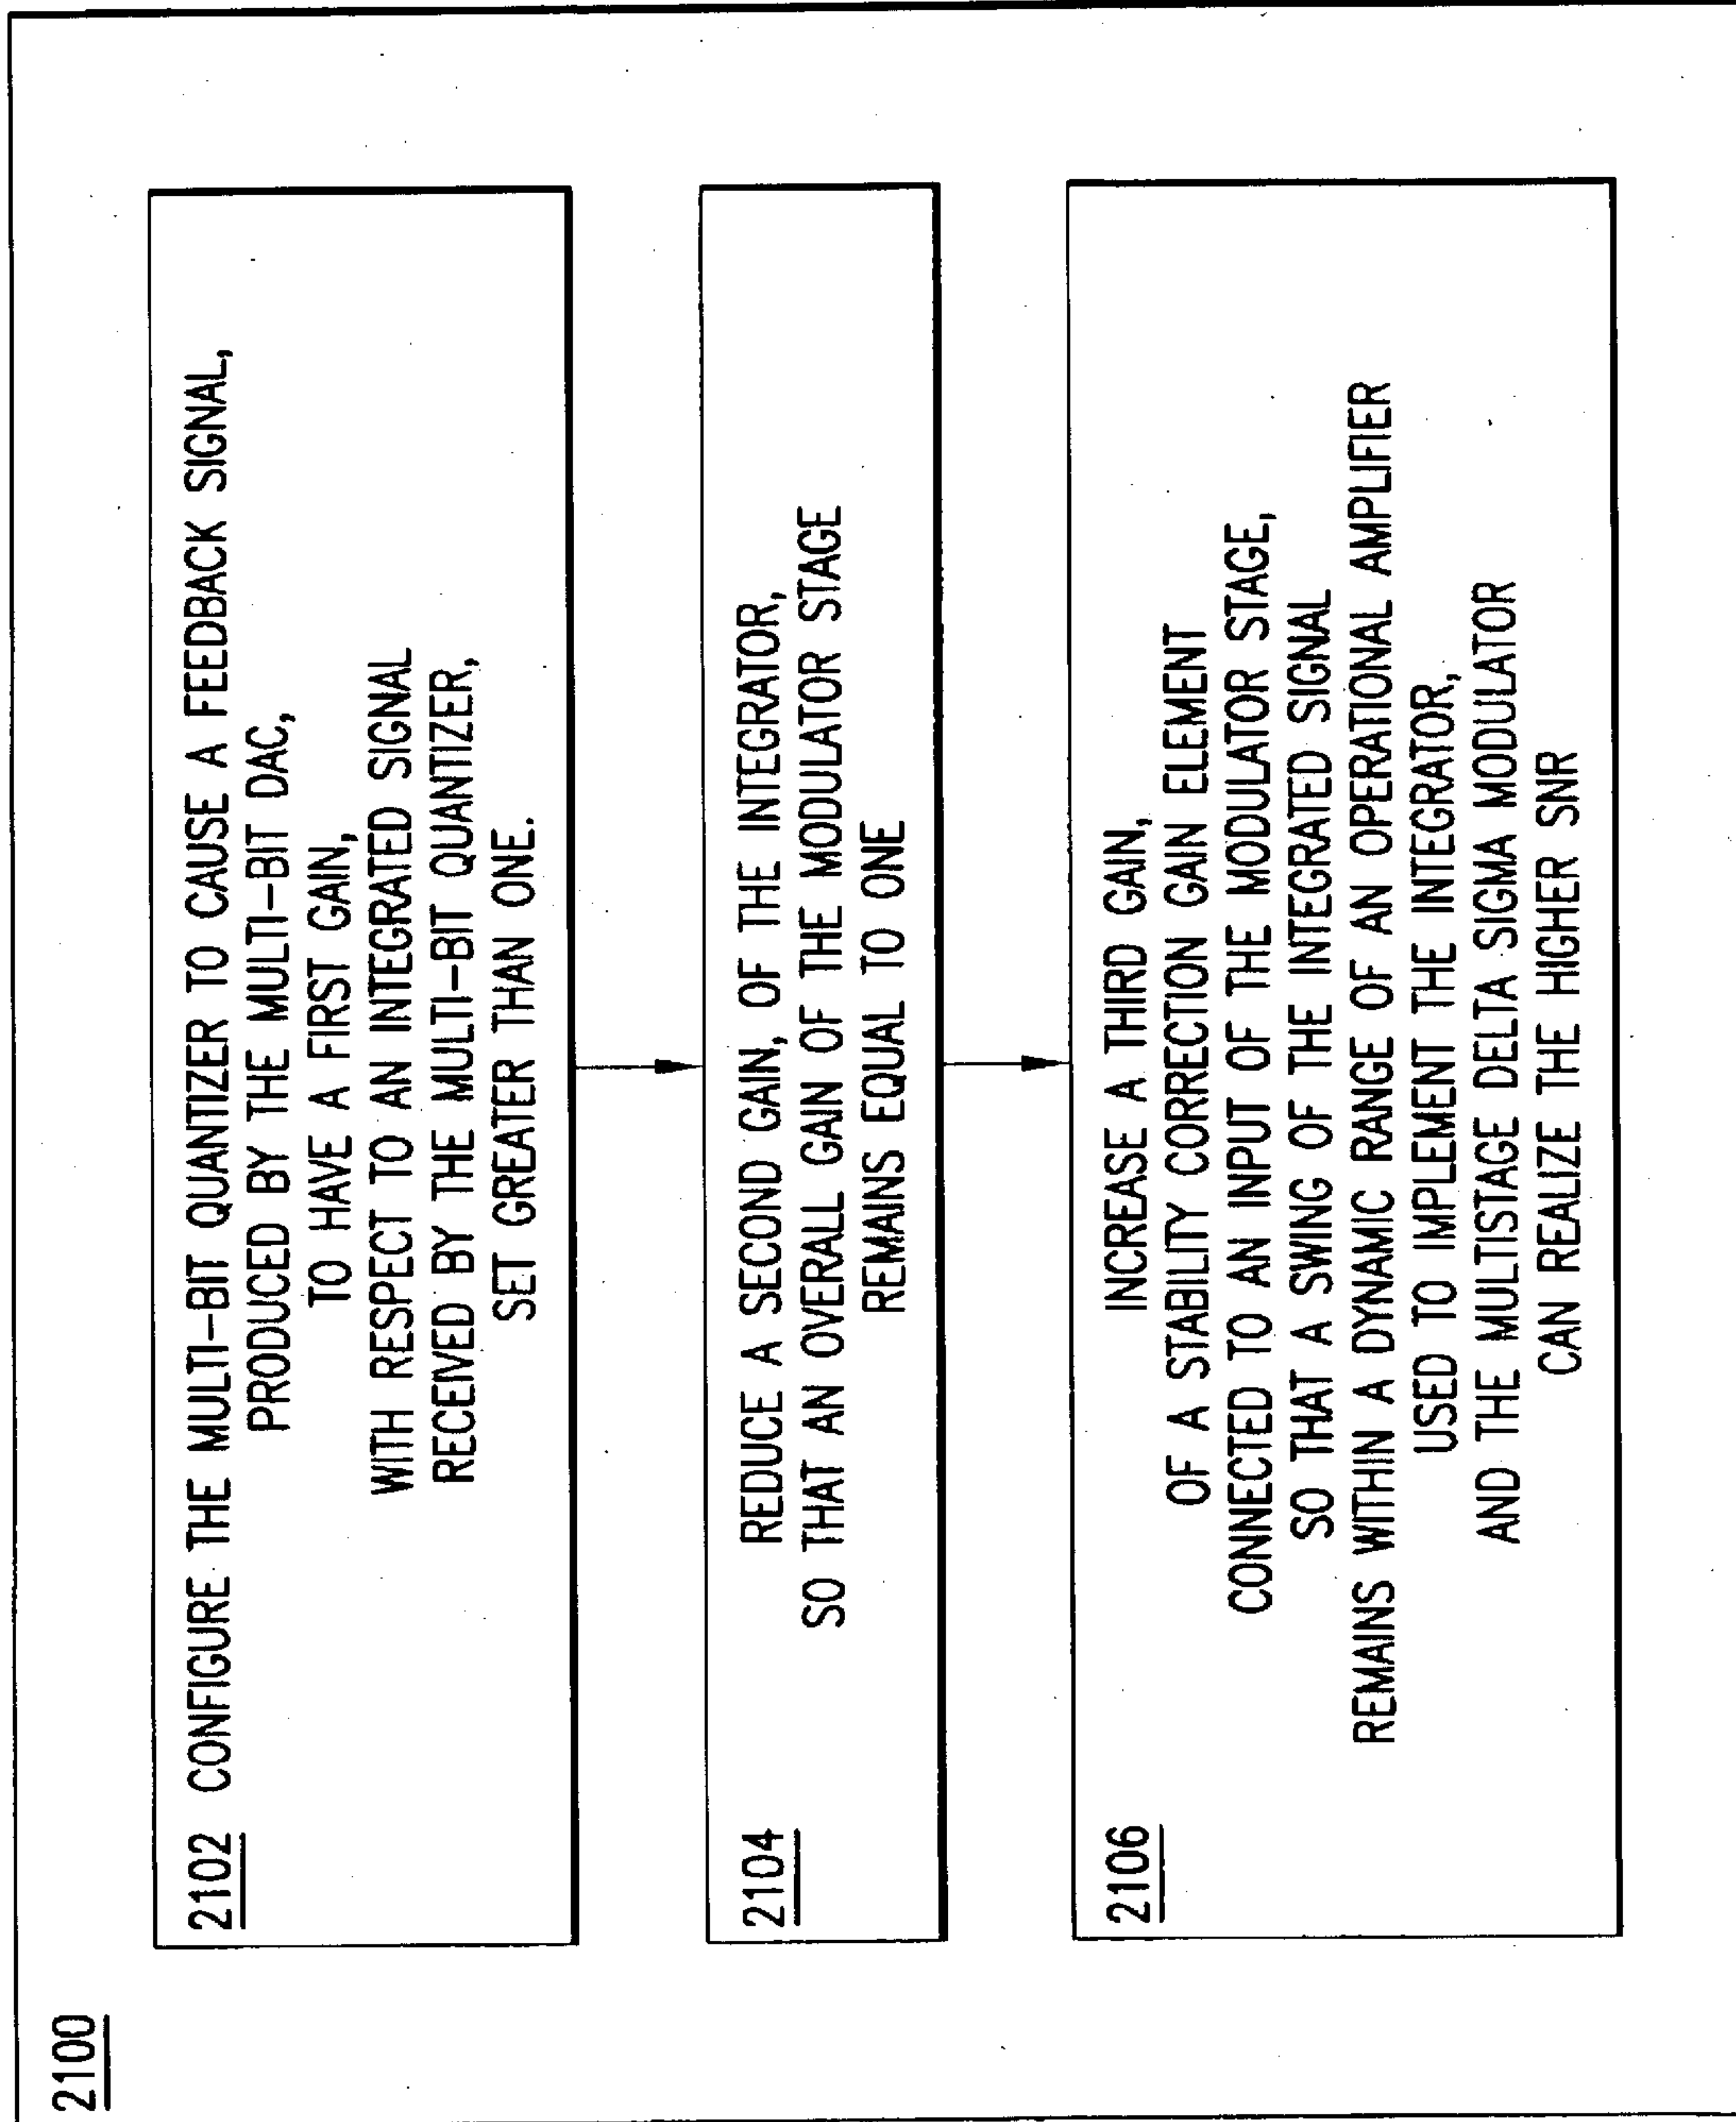 2100
2102 CONFIGURE THE MULTI-BIT QUANTIZER TO CAUSE A FEEDBACK SIGNAL,
PRODUCED BY THE MULTI-BIT DAC,
TO HAVE A FIRST GAIN,
WITH RESPECT TO AN INTEGRATED SIGNAL
RECEIVED BY THE MULTI-BIT QUANTIZER,
SET GREATER THAN ONE.
2104
REDUCE A SECOND GAIN, OF THE INTEGRATOR,
SO THAT AN OVERALL GAIN OF THE MODULATOR STAGE
REMAINS EQUAL TO ONE
2106
INCREASE A THIRD GAIN,
OF A STABILITY CORRECTION GAIN ELEMENT
CONNECTED TO AN INPUT OF THE MODULATOR STAGE,
SO THAT A SWING OF THE INTEGRATED SIGNAL
REMAINS WITHIN A DYNAMIC RANGE OF AN OPERATIONAL AMPLIFIER
USED TO IMPLEMENT THE INTEGRATOR,
AND THE MULTISTAGE DELTA SIGMA MODULATOR
CAN REALIZE THE HIGHER SNR